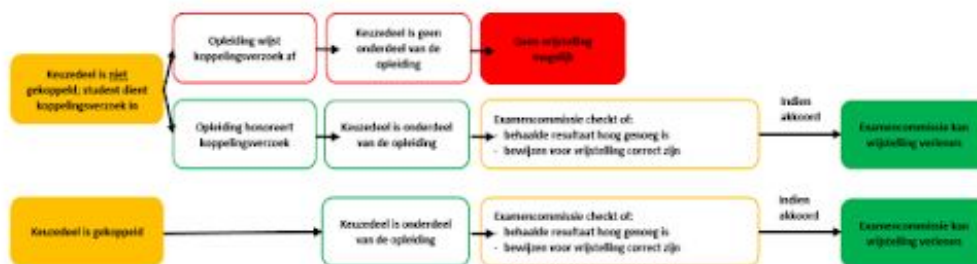 Opleiding wijst
koppelingsverzoek af
Keuzedeel is geen
onderdeel van de
opleiding
Geen vrijstelling
mogelijk
Keuzedeel is niet
gekoppeld; student dient
koppelingsverzoek in
Opleiding honoreert
koppelingsverzoek
Keuzedeel is onderdeel
van de opleiding
Examencommissie checkt of:
- behaalde resultaat hoog genoeg is
- bewijzen voor vrijstelling correct zijn
Indien
akkoord
Examencommissie kan
vrijstelling verlenen
Keuzedeel is gekoppeld
Keuzedeel is onderdeel
van de opleiding
Examencommissie checkt of:
- behaalde resultaat hoog genoeg is
- bewijzen voor vrijstelling correct zijn
Indien
akkoord
Examencommissie kan
vrijstelling verlenen